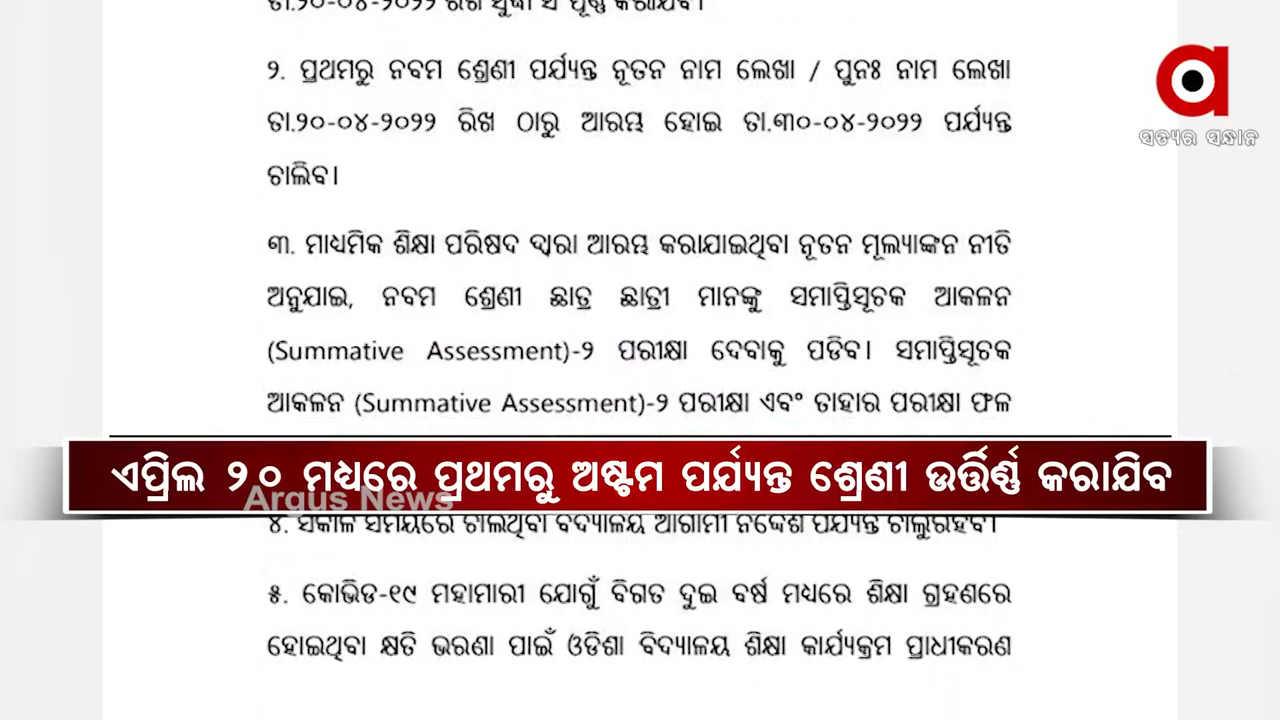 ତା.୨୦-୦୪-୨୦୨୨ ରିଖ ସୁଦ୍ଧା ସଂପୂର୍ଣ୍ଣ କରାଯିବ।
୨. ପ୍ରଥମରୁ ନବମ ଶ୍ରେଣୀ ପର୍ଯ୍ୟନ୍ତ ନୂତନ ନାମ ଲେଖା / ପୁନଃ ନାମ ଲେଖା
ତା.୨୦-୦୪-୨୦୨୨ ରିଖ ଠାରୁ ଆରମ୍ଭ ହୋଇ ତା.୩୦-୦୪-୨୦୨୨ ପର୍ଯ୍ୟନ୍ତ
ଚାଲିବ।
ସତ୍ୟର ସନ୍ଧାନ
୩. ମାଧ୍ୟମିକ ଶିକ୍ଷା ପରିଷଦ ଦ୍ୱାରା ଆରମ୍ଭ କରାଯାଇଥିବା ନୂତନ ମୂଲ୍ୟାଙ୍କନ ନୀତି
ଅନୁଯାଇ, ନବମ ଶ୍ରେଣୀ ଛାତ୍ର ଛାତ୍ରୀ ମାନଙ୍କୁ ସମାପ୍ତିସୂଚକ ଆକଳନ
(Summative Assessment)-୨ ପରୀକ୍ଷା ଦେବାକୁ ପଡିବ। ସମାପ୍ତିସୂଚକ
ଆକଳନ (Summative Assessment)-୨ ପରୀକ୍ଷା ଏବଂ ତାହାର ପରୀକ୍ଷା ଫଳ
ଏପ୍ରିଲ ୨୦ ମଧ୍ୟରେ ପ୍ରଥମରୁ ଅଷ୍ଟମ ପର୍ଯ୍ୟନ୍ତ ଶ୍ରେଣୀ ଉର୍ତ୍ତିର୍ଣ୍ଣ କରାଯିବ
Argus News
୪. ସକାଳ ସମୟରେ ଚାଲିଥିବା ବିଦ୍ୟାଳୟ ଆଗାମୀ ନିର୍ଦ୍ଦେଶ ପର୍ଯ୍ୟନ୍ତ ଚାଲୁରହିବ।
୫. କୋଭିଡ-୧୯ ମହାମାରୀ ଯୋଗୁଁ ବିଗତ ଦୁଇ ବର୍ଷ ମଧ୍ୟରେ ଶିକ୍ଷା ଗ୍ରହଣରେ
ହୋଇଥିବା କ୍ଷତି ଭରଣା ପାଇଁ ଓଡିଶା ବିଦ୍ୟାଳୟ ଶିକ୍ଷା କାର୍ଯ୍ୟକ୍ରମ ପ୍ରାଧୀକରଣ